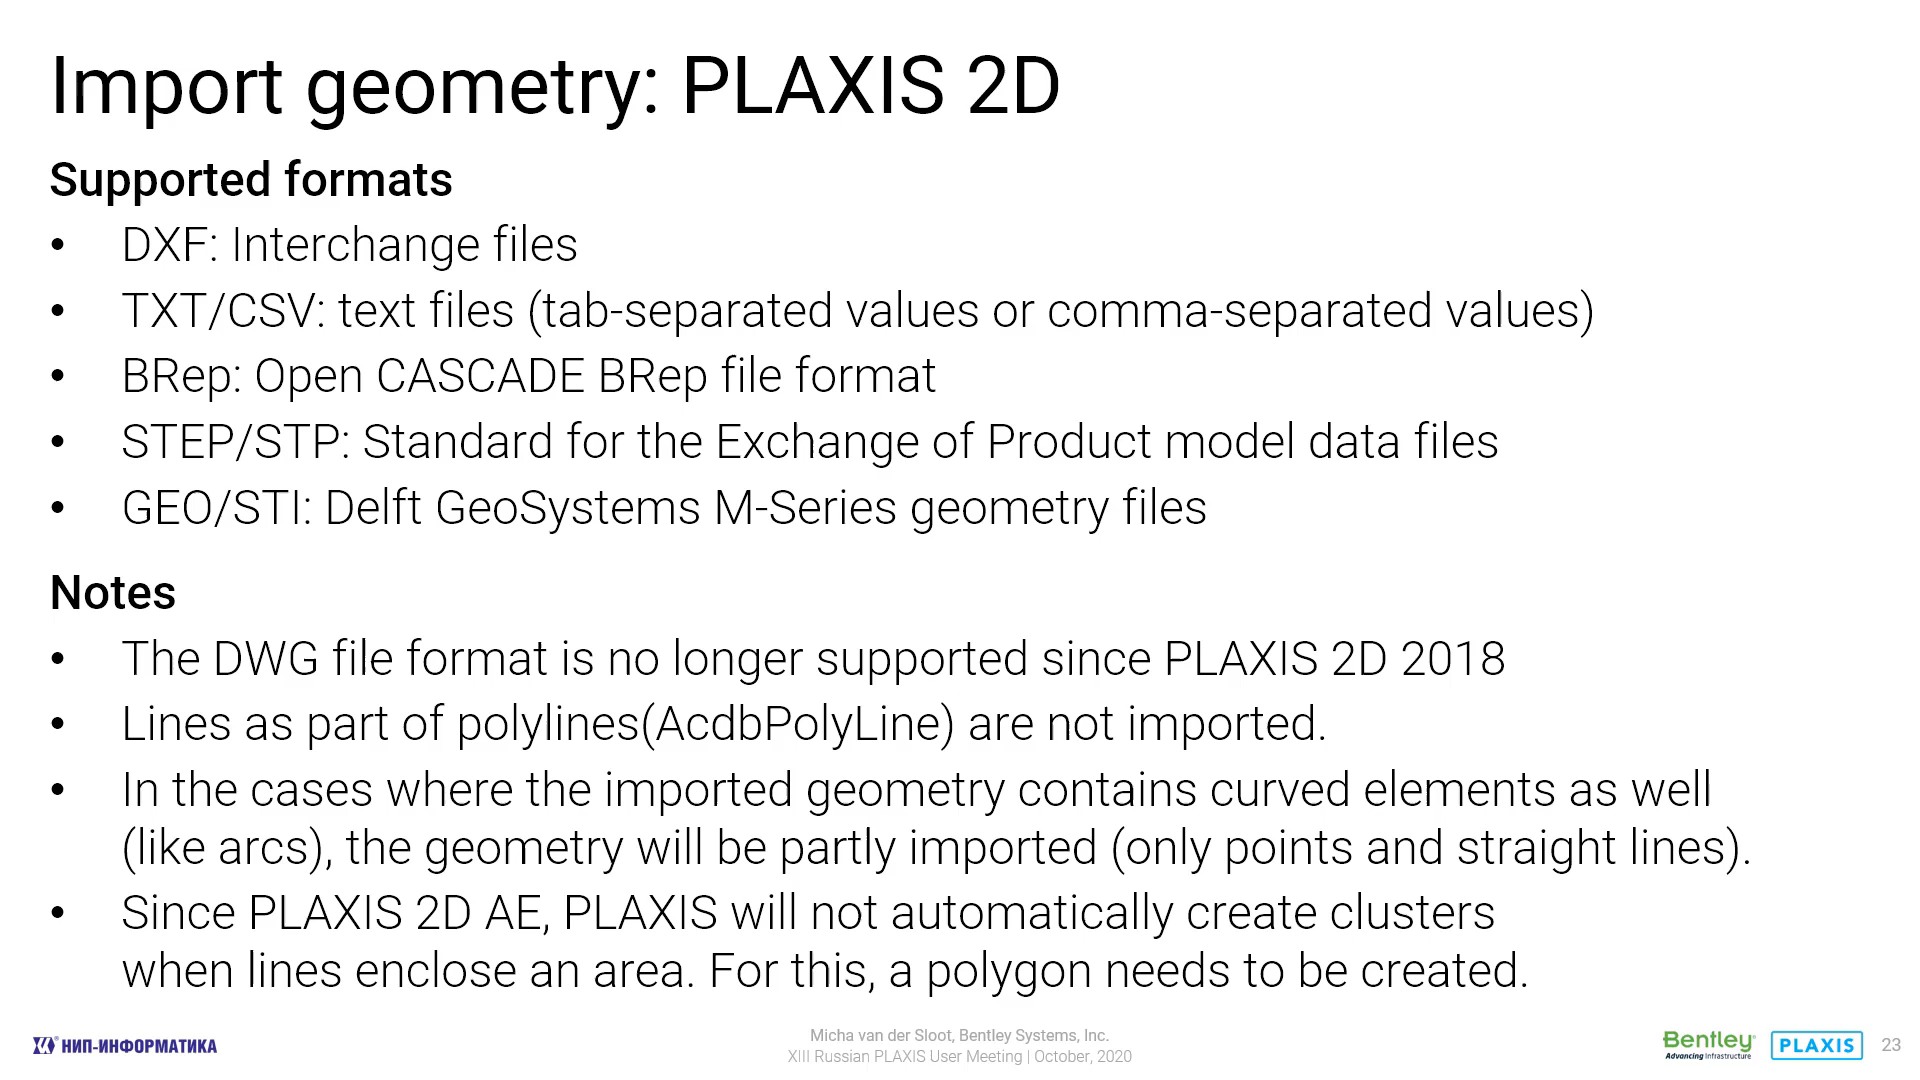 Import geometry: PLAXIS 2D
Supported formats
• DXF: Interchange files
• TXT/CSV: text files (tab-separated values or comma-separated values)
• BRep: Open CASCADE BRep file format
• STEP/STP: Standard for the Exchange of Product model data files
• GEO/STI: Delft GeoSystems M-Series geometry files
Notes
• The DWG file format is no longer supported since PLAXIS 2D 2018
• Lines as part of polylines(AcdbPolyLine) are not imported.
• In the cases where the imported geometry contains curved elements as well
(like arcs), the geometry will be partly imported (only points and straight lines).
• Since PLAXIS 2D AE, PLAXIS will not automatically create clusters
when lines enclose an area. For this, a polygon needs to be created.
НИП-ИНФОРМАТИКА
Micha van der Sloot, Bentley Systems, Inc.
XIII Russian PLAXIS User Meeting | October, 2020
Bentley®
Advancing Infrastructure
PLAXIS
23